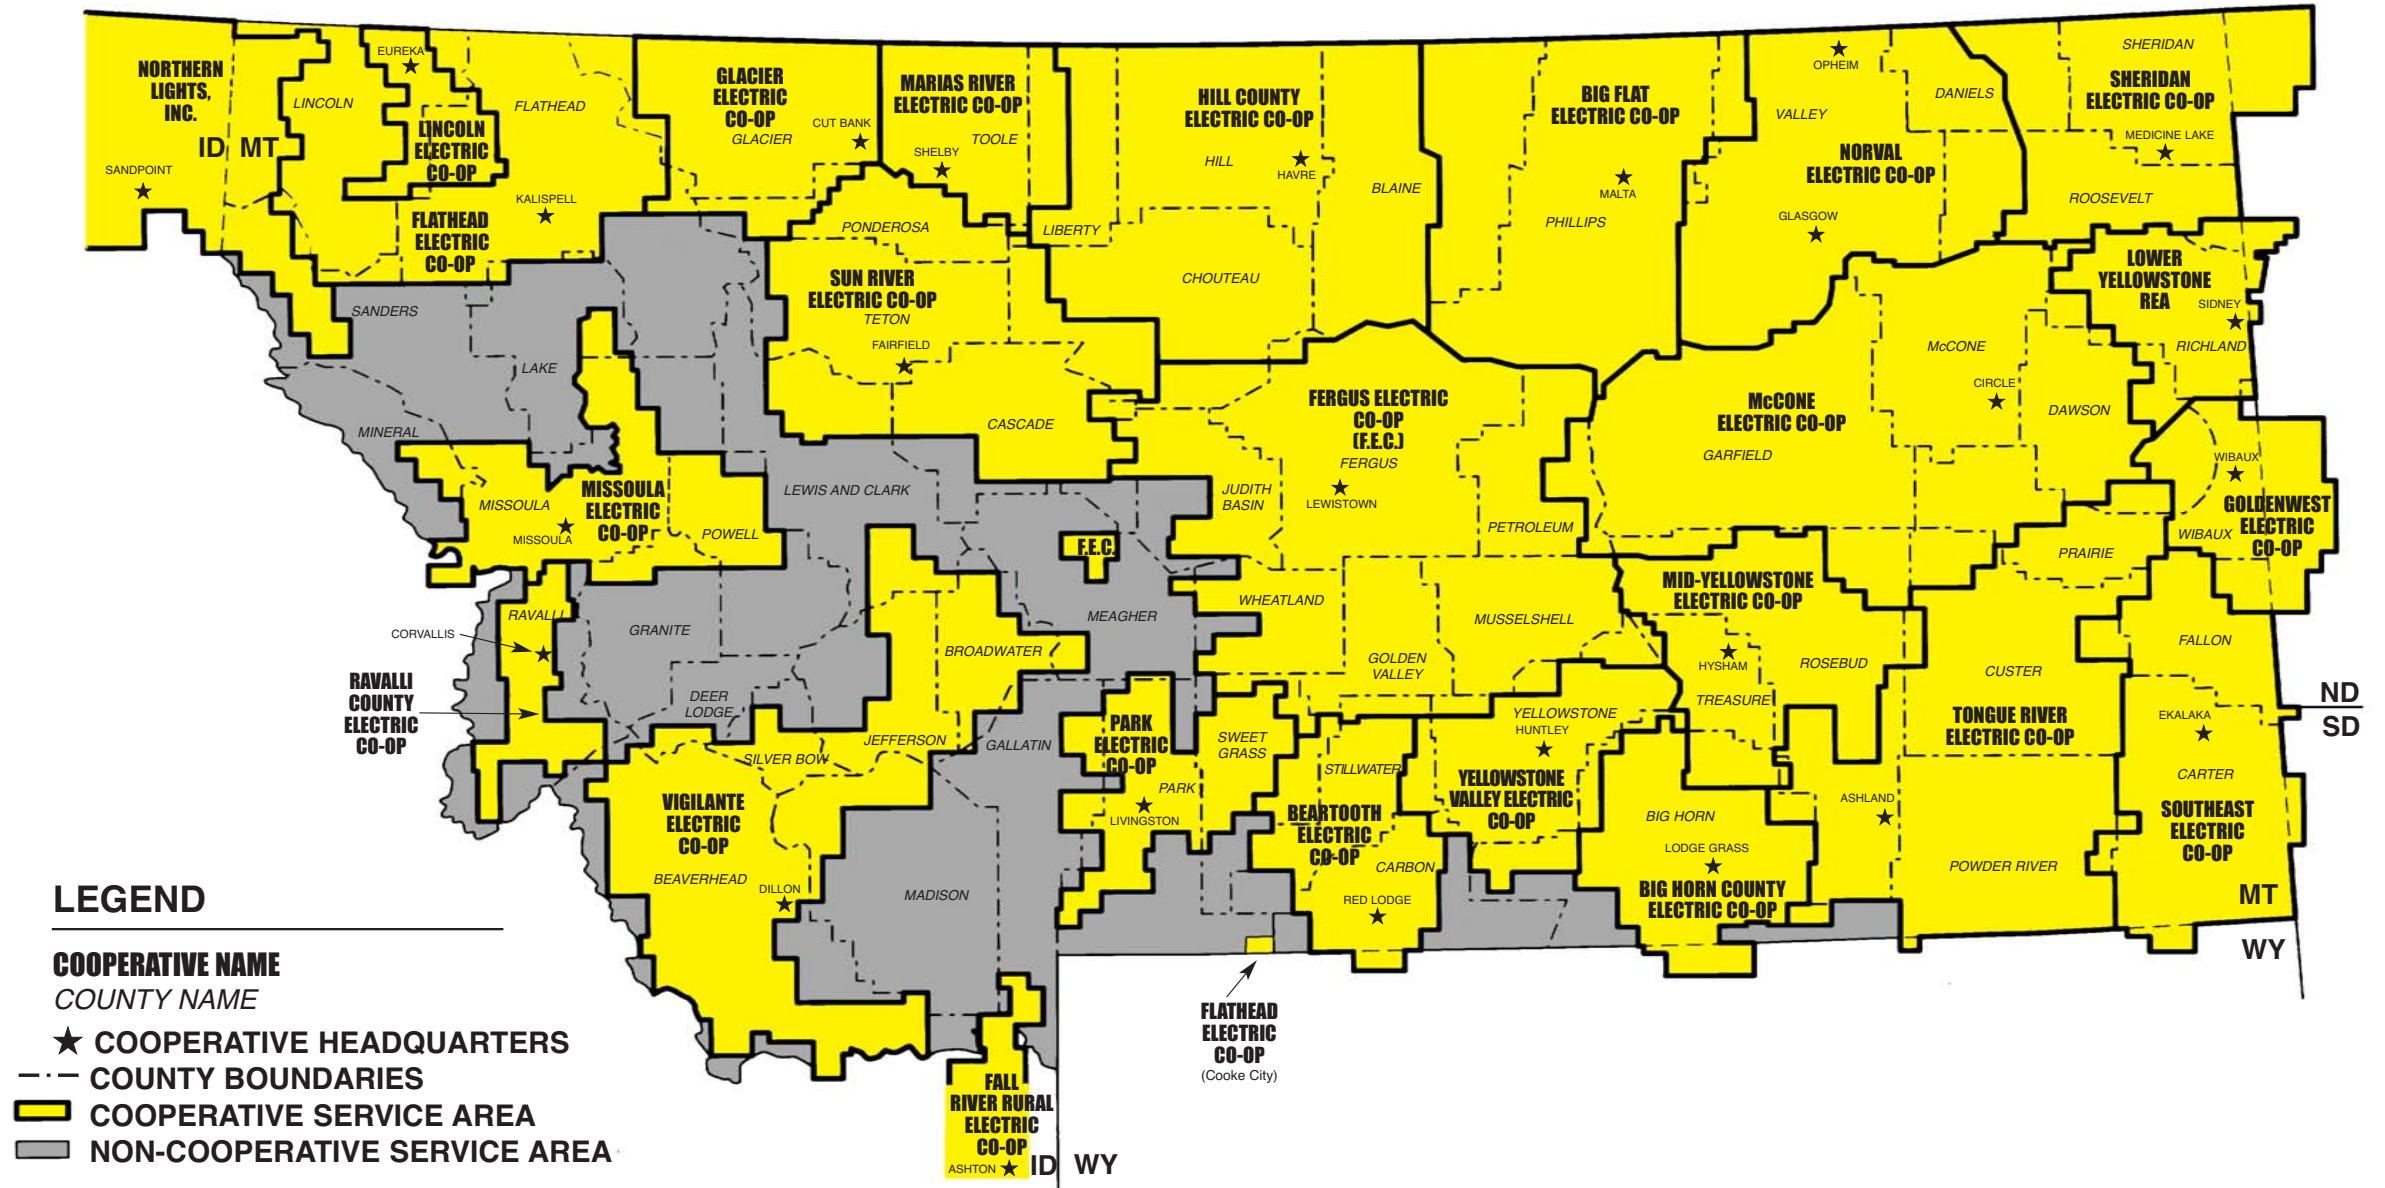 NORTHERN
LIGHTS,
INC.
ID
MT
SANDPOINT
LINCOLN
EUREKA
LINCOLN
ELECTRIC
CO-OP
FLATHEAD
KALISPELL
FLATHEAD
ELECTRIC
CO-OP
GLACIER
ELECTRIC
CO-OP
GLACIER
CUT BANK
MARIAS RIVER
ELECTRIC CO-OP
TOOLE
SHELBY
HILL COUNTY
ELECTRIC CO-OP
HILL
HAVRE
BLAINE
LIBERTY
CHOUTEAU
BIG FLAT
ELECTRIC CO-OP
MALTA
PHILLIPS
OPHEIM
VALLEY
DANIELS
NORVAL
ELECTRIC CO-OP
GLASGOW
SHERIDAN
SHERIDAN
ELECTRIC CO-OP
MEDICINE LAKE
ROOSEVELT
LOWER
YELLOWSTONE
REA
SIDNEY
RICHLAND
PONDEROSA
SUN RIVER
ELECTRIC CO-OP
TETON
FAIRFIELD
CASCADE
SANDERS
LAKE
MINERAL
MISSOULA
MISSOULA
MISSOULA
ELECTRIC
CO-OP
POWELL
LEWIS AND CLARK
FERGUS ELECTRIC
CO-OP
(F.E.C.)
FERGUS
LEWISTOWN
JUDITH
BASIN
PETROLEUM
F.E.C.
MEAGHER
WHEATLAND
GOLDEN
VALLEY
MUSSELSHELL
McCONE
ELECTRIC CO-OP
GARFIELD
McCONE
CIRCLE
DAWSON
PRAIRIE
WIBAUX
WIBAUX
GOLDENWEST
ELECTRIC
CO-OP
MID-YELLOWSTONE
ELECTRIC CO-OP
HYSHAM
ROSEBUD
TREASURE
CUSTER
TONGUE RIVER
ELECTRIC CO-OP
ASHLAND
POWDER RIVER
FALLON
EKALAKA
CARTER
SOUTHEAST
ELECTRIC
CO-OP
ND
SD
MT
WY
RAVALLI
CORVALLIS
RAVALLI
COUNTY
ELECTRIC
CO-OP
GRANITE
DEER
LODGE
SILVER BOW
JEFFERSON
BROADWATER
GALLATIN
VIGILANTE
ELECTRIC
CO-OP
BEAVERHEAD
DILLON
MADISON
PARK
ELECTRIC
CO-OP
PARK
LIVINGSTON
SWEET
GRASS
STILLWATER
BEARTOOTH
ELECTRIC
CO-OP
CARBON
RED LODGE
YELLOWSTONE
HUNTLEY
YELLOWSTONE
VALLEY ELECTRIC
CO-OP
BIG HORN
LODGE GRASS
BIG HORN COUNTY
ELECTRIC CO-OP
FLATHEAD
ELECTRIC
CO-OP
(Cooke City)
FALL
RIVER RURAL
ELECTRIC
CO-OP
ASHTON
ID
WY
LEGEND
COOPERATIVE NAME
COUNTY NAME
COOPERATIVE HEADQUARTERS
COUNTY BOUNDARIES
COOPERATIVE SERVICE AREA
NON-COOPERATIVE SERVICE AREA